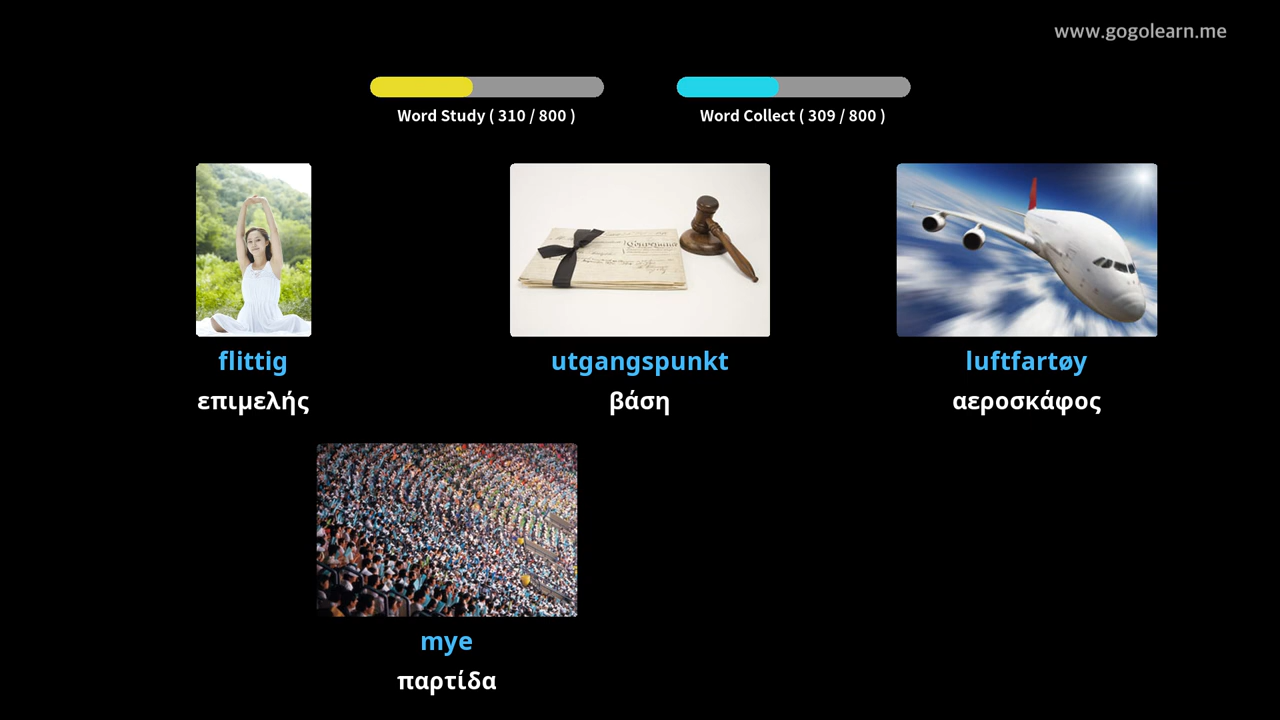 www.gogolearn.me
Word Study ( 310 / 800 )
Word Collect ( 309 / 800 )
flittig
επιμελής
utgangspunkt
βάση
luftfartøy
αεροσκάφος
mye
παρτίδα